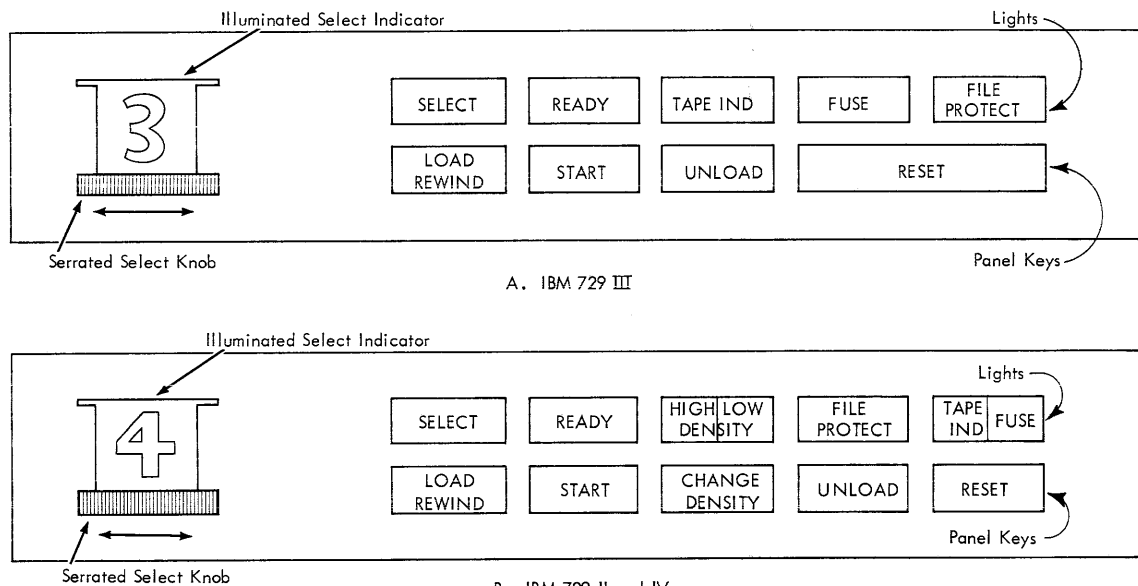 Illuminated Select Indicator
Lights
3
SELECT
READY
TAPE IND
FUSE
FILE
PROTECT
LOAD
REWIND
START
UNLOAD
RESET
Serrated Select Knob
Panel Keys
A. IBM 729 III
Illuminated Select Indicator
Lights
4
SELECT
READY
HIGH LOW
DENSITY
FILE
PROTECT
TAPE
IND
FUSE
LOAD
REWIND
START
CHANGE
DENSITY
UNLOAD
RESET
Panel Keys
Serrated Select Knob
B. IBM 729 II and IV